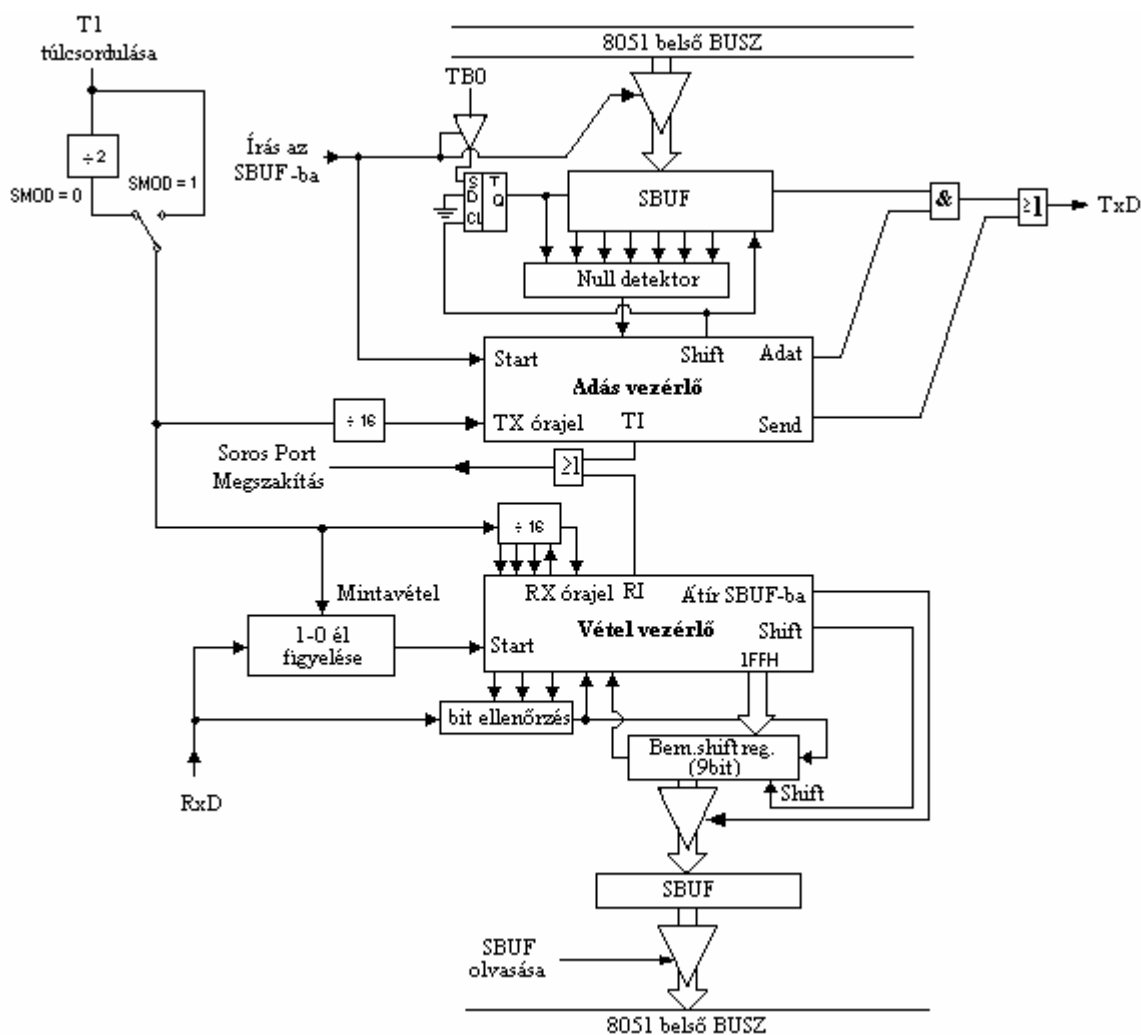 T1
túlcsordulása
8051 belső BUSZ
TB0
÷2
Írás az
SBUF-ba
SMOD = 0
SMOD = 1
S
T
D
Q
CL
SBUF
&
≥1
TxD
Null detektor
Start
Shift
Adat
Adás vezérlő
TX órajel
TI
Send
÷ 16
Soros Port
Megszakítás
≥1
÷ 16
Mintavétel
RX órajel
RI
Átír SBUF-ba
Vétel vezérlő
Shift
Start
1FFH
1-0 él
figyelése
bit ellenőrzés
Bem.shift reg.
(9bit)
Shift
RxD
SBUF
SBUF
olvasása
8051 belső BUSZ